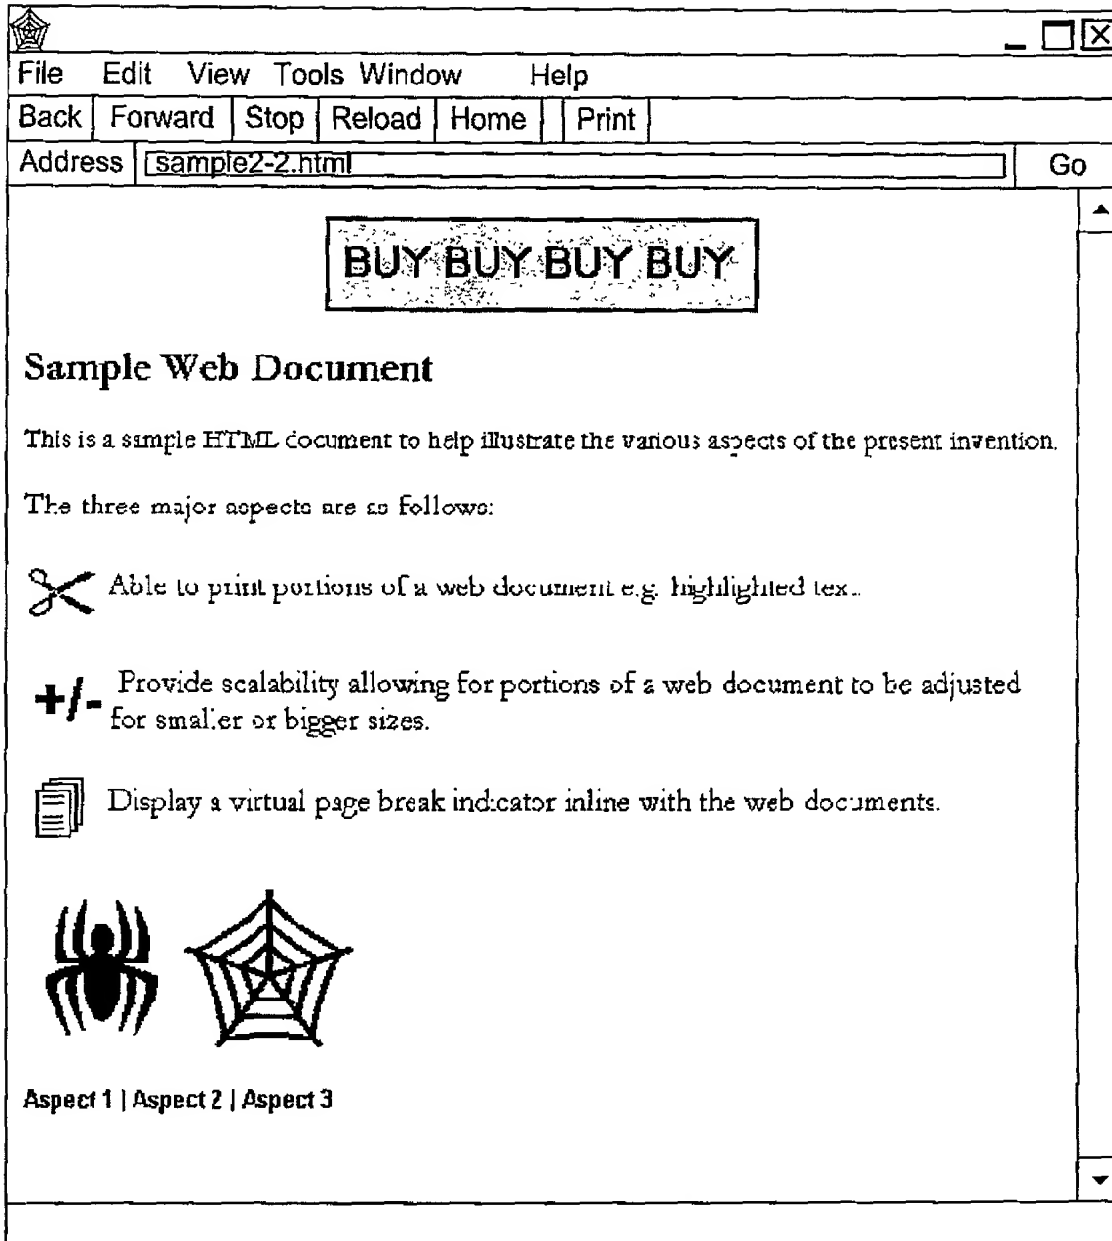 File Edit View Tools Window Help
Back Forward Stop Reload Home Print
Address sample2-2.html Go
BUY BUY BUY BUY
Sample Web Document
This is a sample HTML document to help illustrate the various aspects of the present invention.
The three major aspects are as follows:
Able to print portions of a web document e.g. highlighted text.
+/- Provide scalability allowing for portions of a web document to be adjusted
for smaller or bigger sizes.
Display a virtual page break indicator inline with the web documents.
Aspect 1 | Aspect 2 | Aspect 3